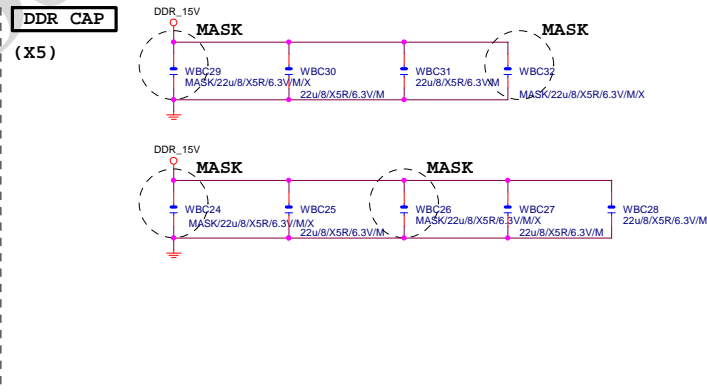 DDR CAP
(X5)
DDR_15V
MASK
MASK
WBC29
MASK/22u/8/X5R/6.3V/M/X
WBC30
22u/8/X5R/6.3V/M
WBC31
22u/8/X5R/6.3V/M
WBC32
MASK/22u/8/X5R/6.3V/M/X
DDR_15V
MASK
MASK
WBC24
MASK/22u/8/X5R/6.3V/M/X
WBC25
22u/8/X5R/6.3V/M
WBC26
MASK/22u/8/X5R/6.3V/M/X
WBC27
22u/8/X5R/6.3V/M
WBC28
22u/8/X5R/6.3V/M